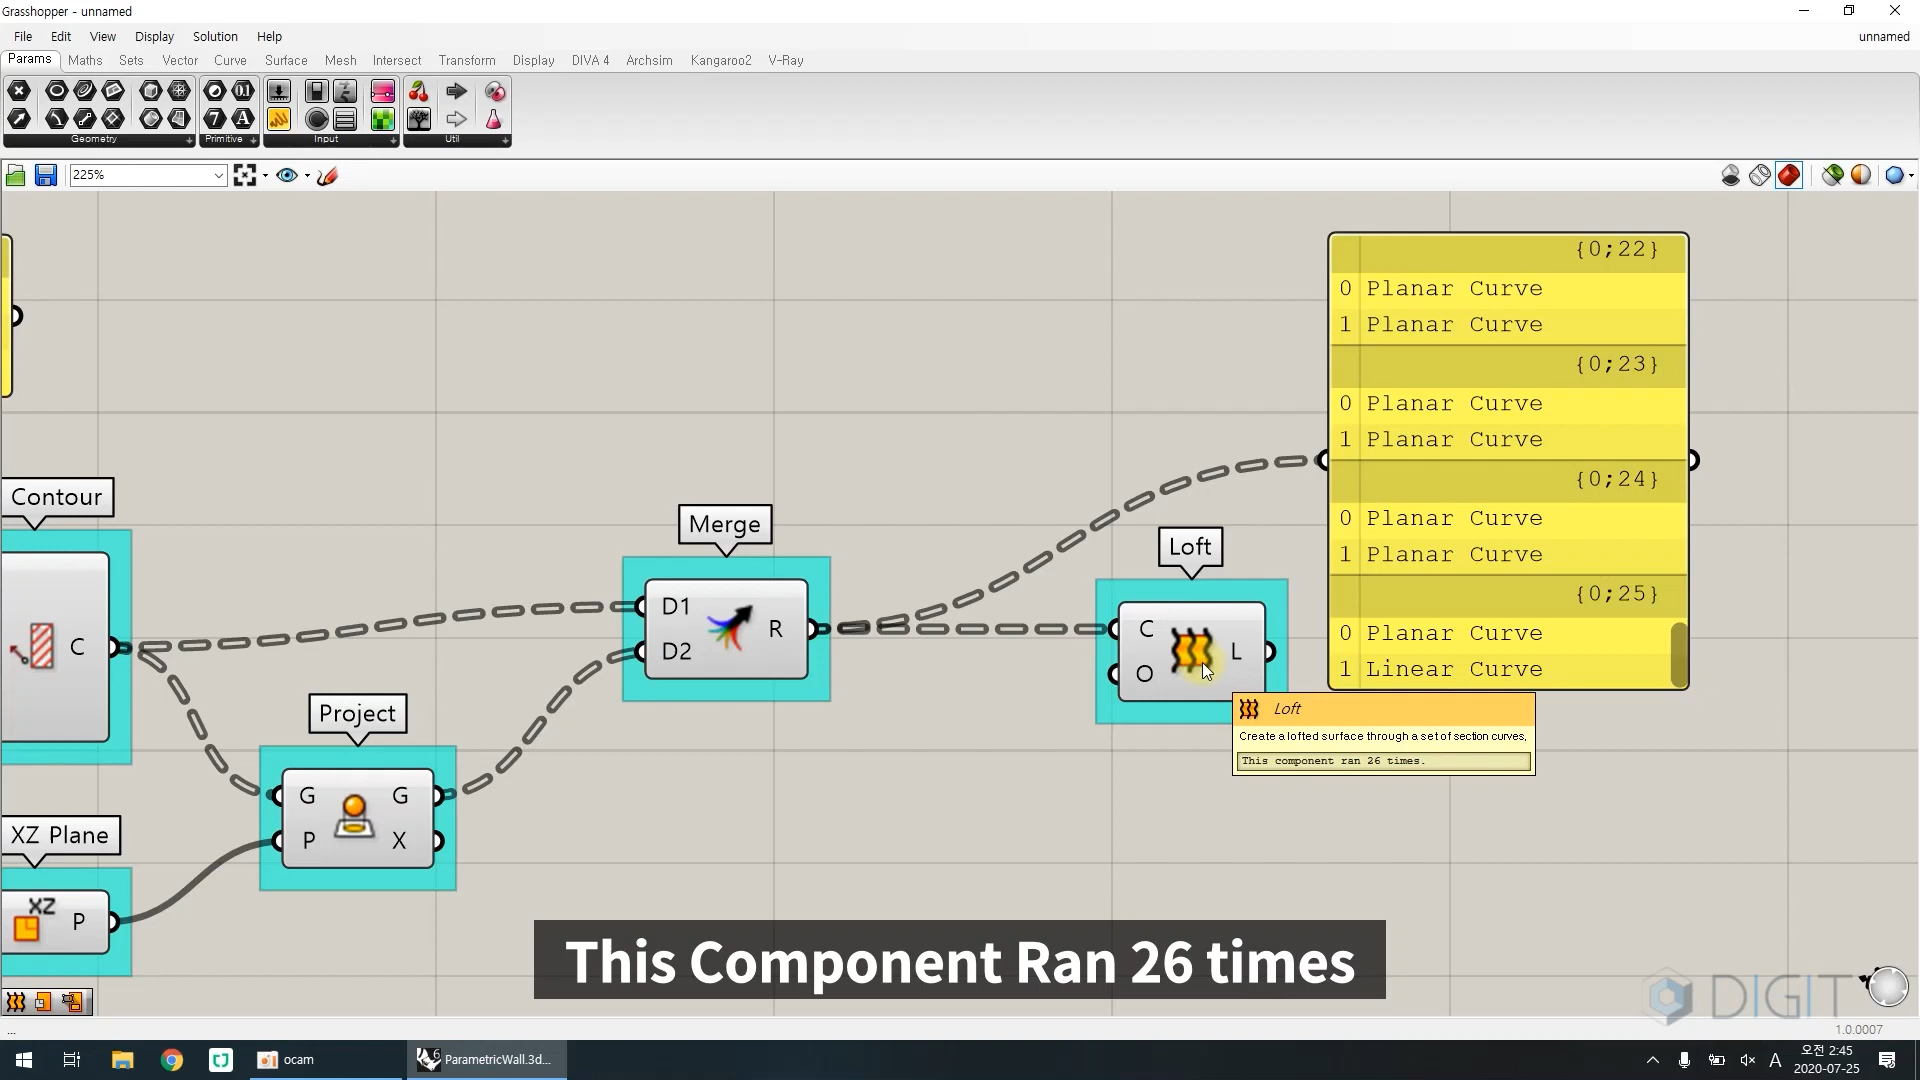 Grasshopper - unnamed
File Edit View Display Solution Help
unnamed
Params Maths Sets Vector Curve Surface Mesh Intersect Transform Display DIVA 4 Archsim Kangaroo2 V-Ray
Geometry Primitive Input Util
225%
{0;22}
0 Planar Curve
1 Planar Curve
{0;23}
0 Planar Curve
1 Planar Curve
{0;24}
0 Planar Curve
1 Planar Curve
{0;25}
0 Planar Curve
1 Linear Curve
Contour
C
Merge
D1
D2
R
Loft
C
O
L
Project
G
P
G
X
XZ Plane
XZ
P
Loft
Create a lofted surface through a set of section curves,
This component ran 26 times.
This Component Ran 26 times
DIGIT
...
1.0.0007
ocam
ParametricWall.3d...
A
오전 2:45
2020-07-25